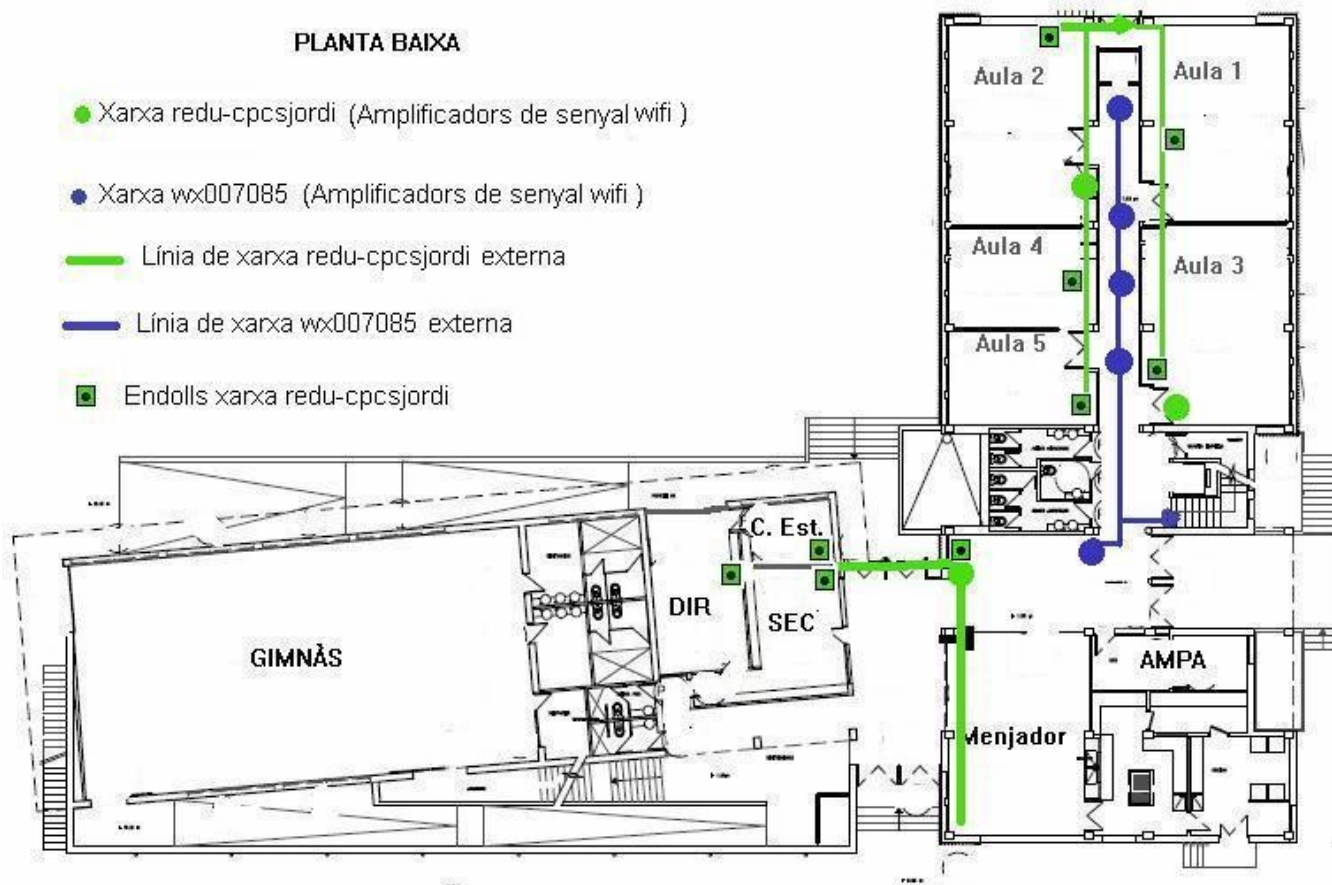 PLANTA BAIXA
Xarxa redu-cpcsjordi (Amplificadors de senyal wifi )
Xarxa wx007085 (Amplificadors de senyal wifi )
Línia de xarxa redu-cpcsjordi externa
Línia de xarxa wx007085 externa
Endolls xarxa redu-cpcsjordi
Aula 2
Aula 1
Aula 4
Aula 3
Aula 5
C. Est.
DIR
SEC
GIMNÀS
AMPA
Menjador